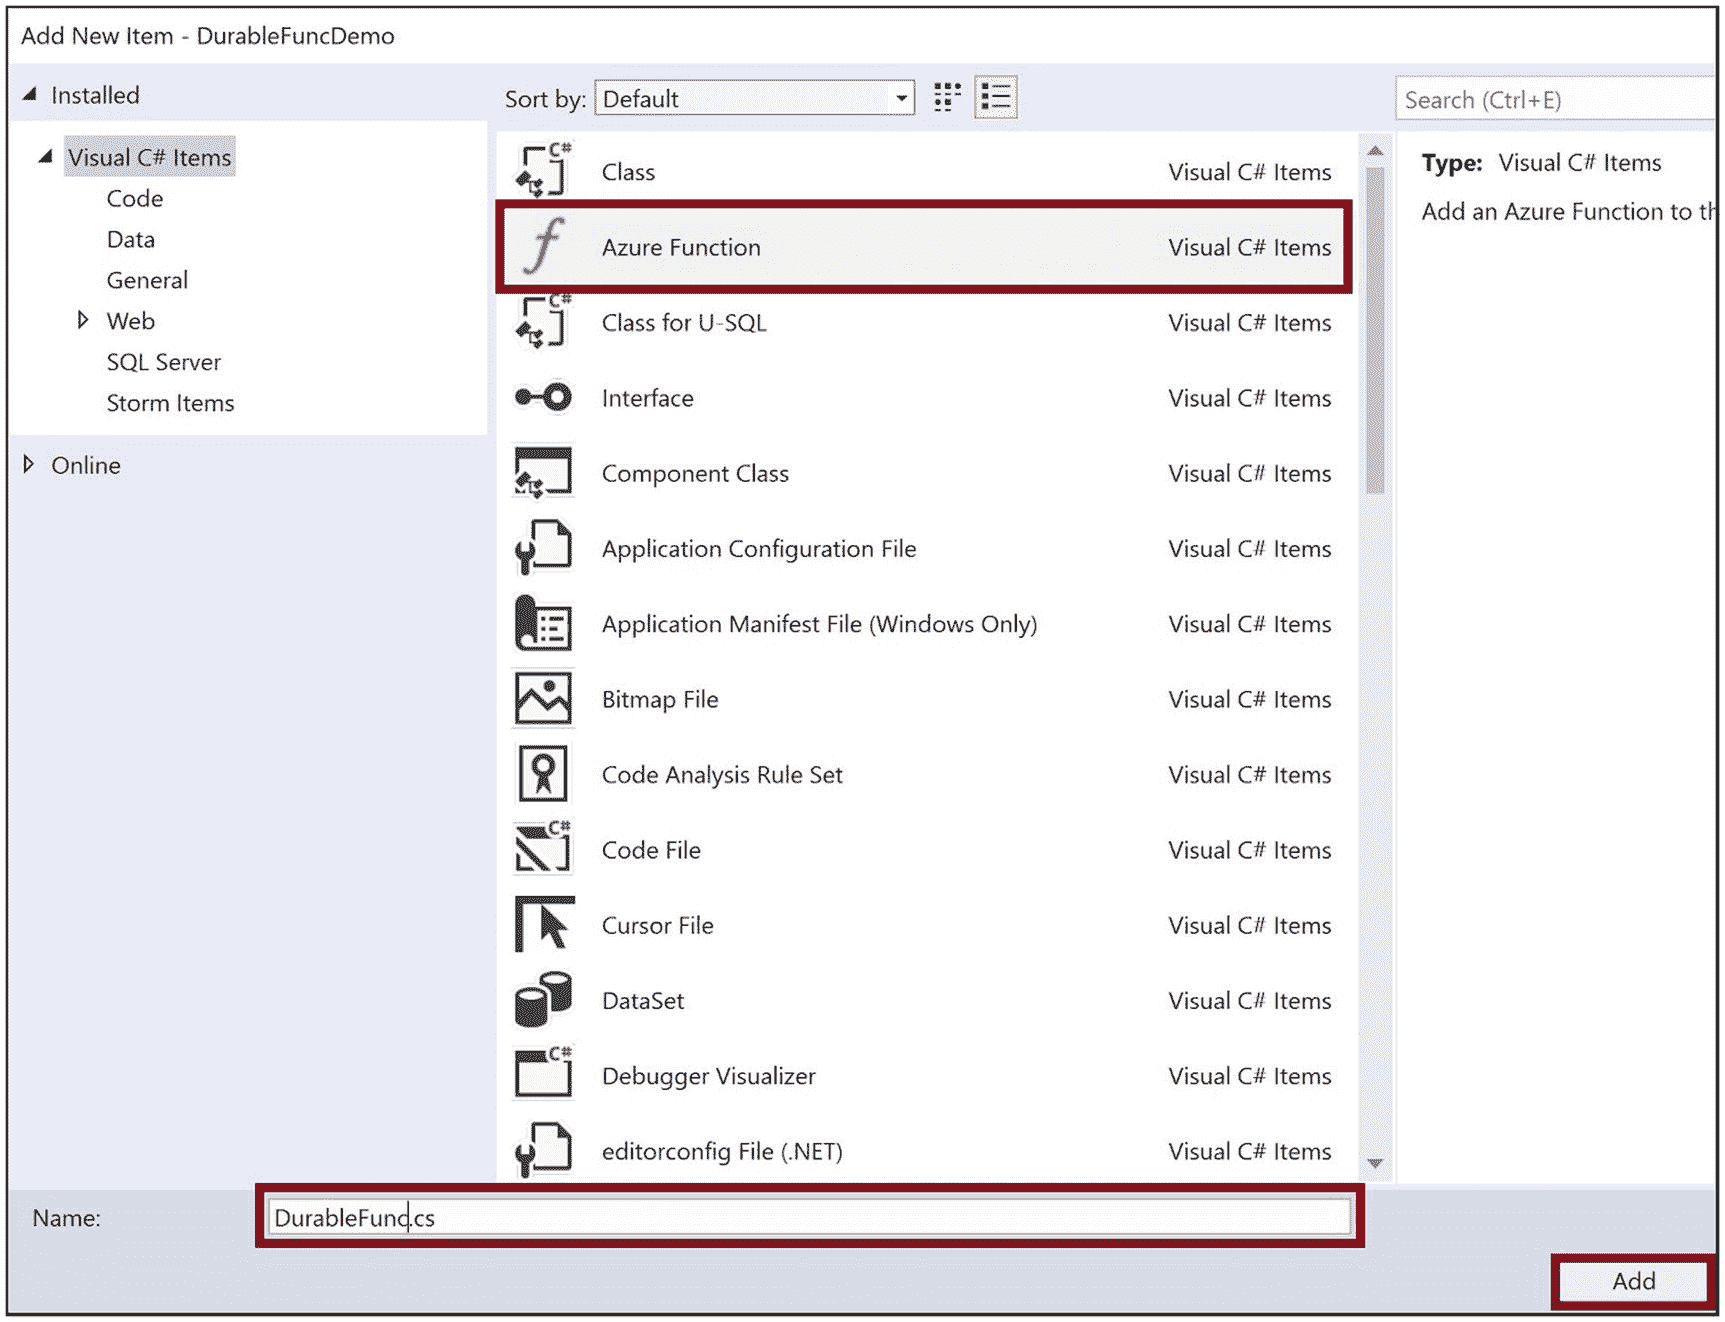 Add New Item - DurableFuncDemo
Installed
Sort by: Default
Search (Ctrl+E)
Visual C# Items
Code
Data
General
Web
SQL Server
Storm Items
Online
C# Class Visual C# Items
Azure Function Visual C# Items
C# Class for U-SQL Visual C# Items
Interface Visual C# Items
Component Class Visual C# Items
Application Configuration File Visual C# Items
Application Manifest File (Windows Only) Visual C# Items
Bitmap File Visual C# Items
Code Analysis Rule Set Visual C# Items
C# Code File Visual C# Items
Cursor File Visual C# Items
DataSet Visual C# Items
C# Debugger Visualizer Visual C# Items
editorconfig File (.NET) Visual C# Items
Type: Visual C# Items
Add an Azure Function to th
Name: DurableFunc.cs
Add